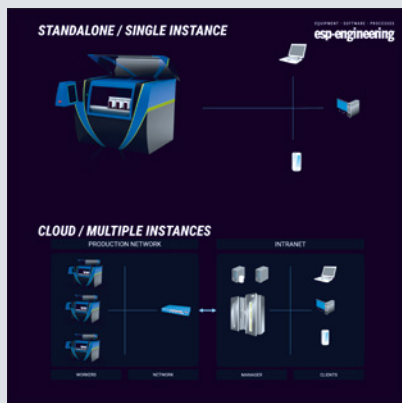 STANDALONE / SINGLE INSTANCE
EQUIPMENT · SOFTWARE · PROCESSES
esp-engineering
CLOUD / MULTIPLE INSTANCES
PRODUCTION NETWORK
INTRANET
WORKERS
NETWORK
MANAGER
CLIENTS